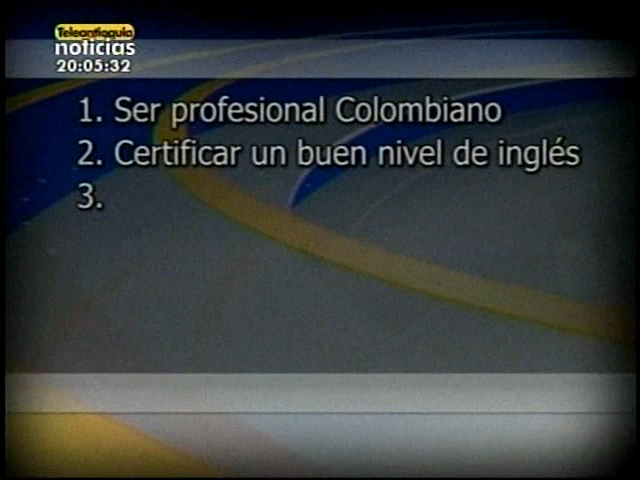 Teleantioquia
noticias
20:05:32
1. Ser profesional Colombiano
2. Certificar un buen nivel de inglés
3.